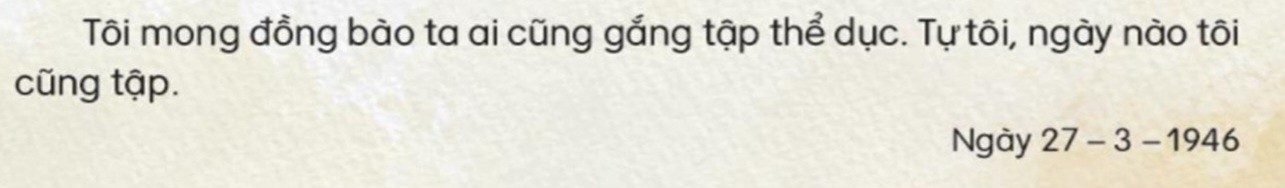 Tôi mong đồng bào ta ai cũng gắng tập thể dục. Tự tôi, ngày nào tôi
cũng tập.
Ngày 27 – 3 – 1946